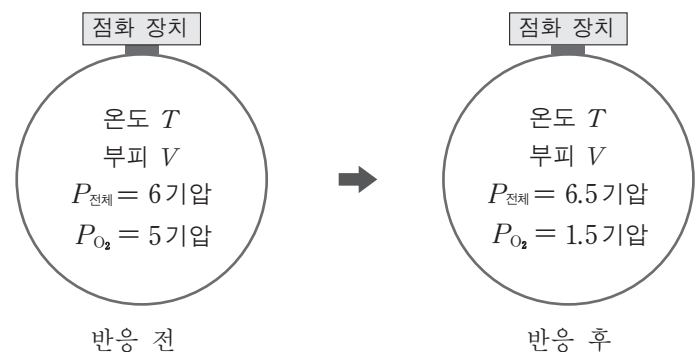 점화 장치
온도 T
부피 V
P전체 = 6기압
P_O₂ = 5기압
반응 전
점화 장치
온도 T
부피 V
P전체 = 6.5기압
P_O₂ = 1.5기압
반응 후